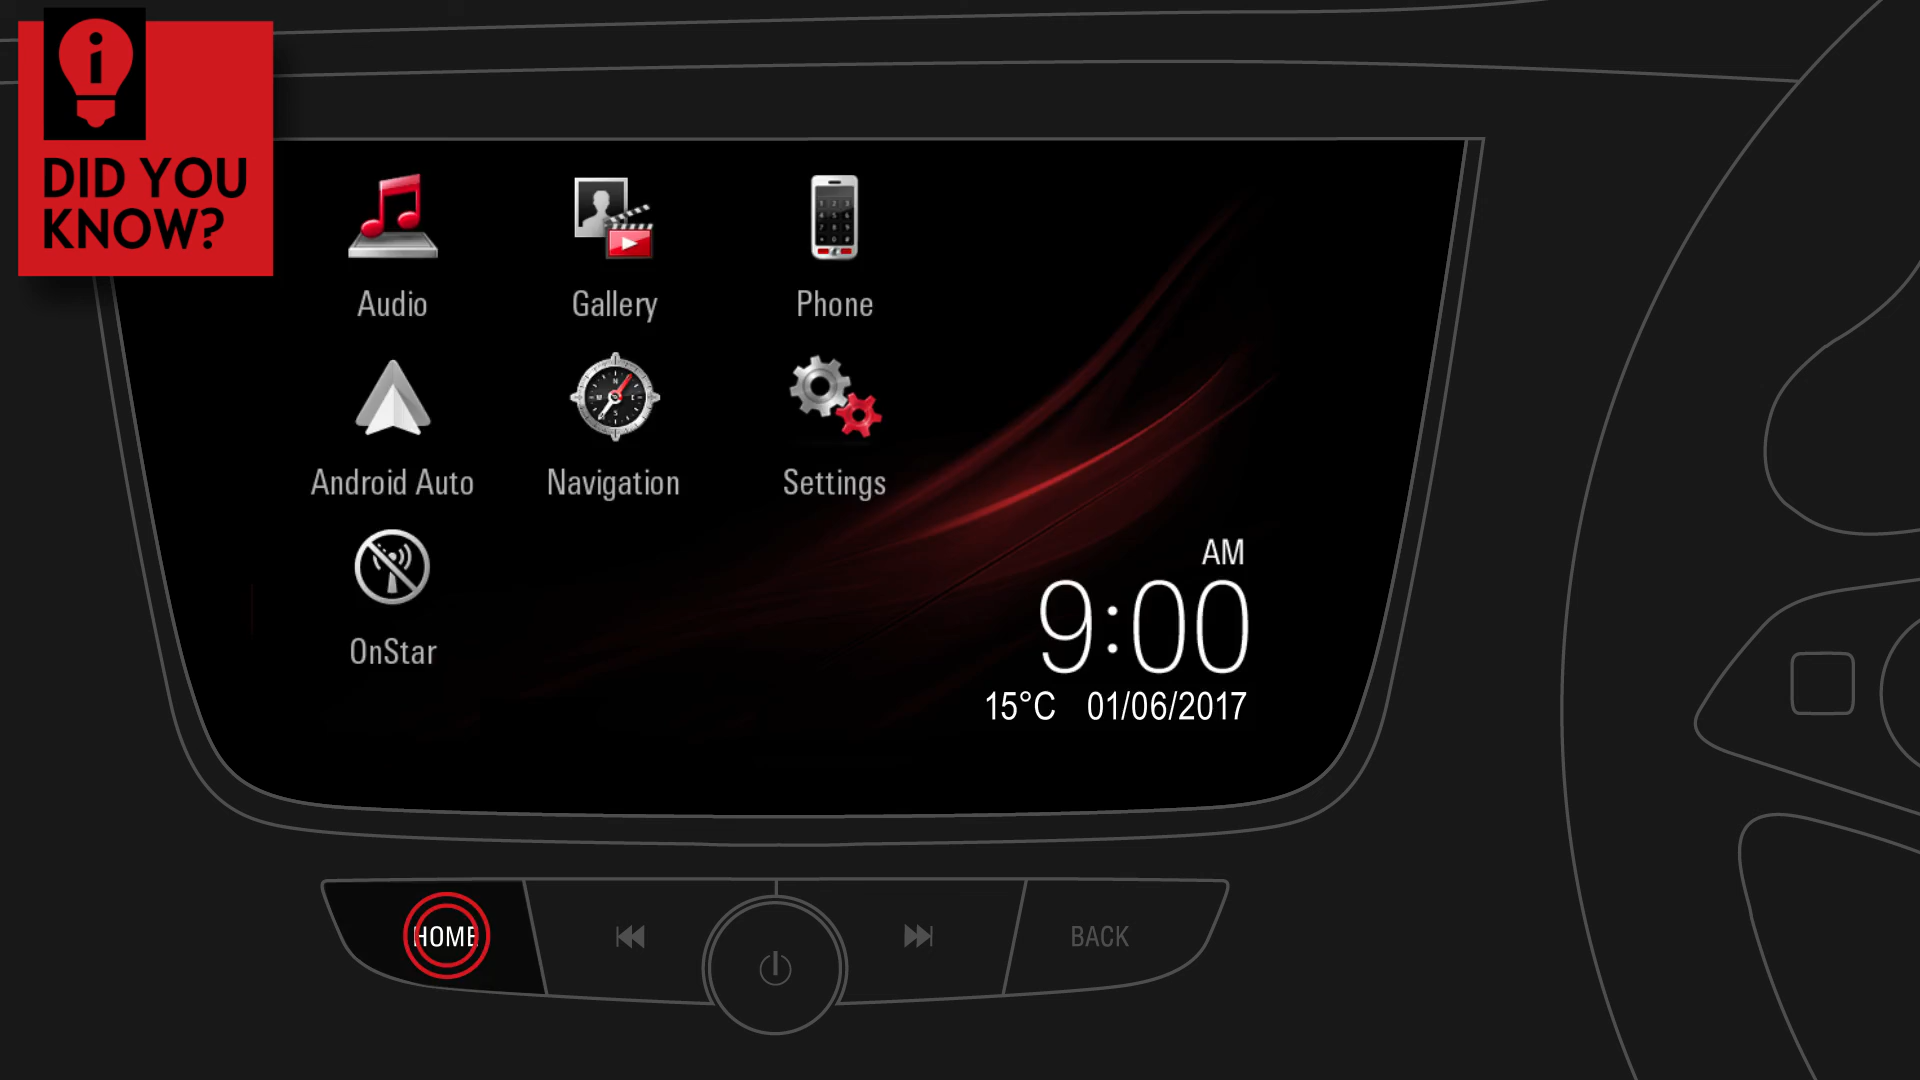 DID YOU
KNOW?
Audio
Gallery
Phone
Android Auto
Navigation
Settings
OnStar
AM
9:00
15°C 01/06/2017
HOME
BACK